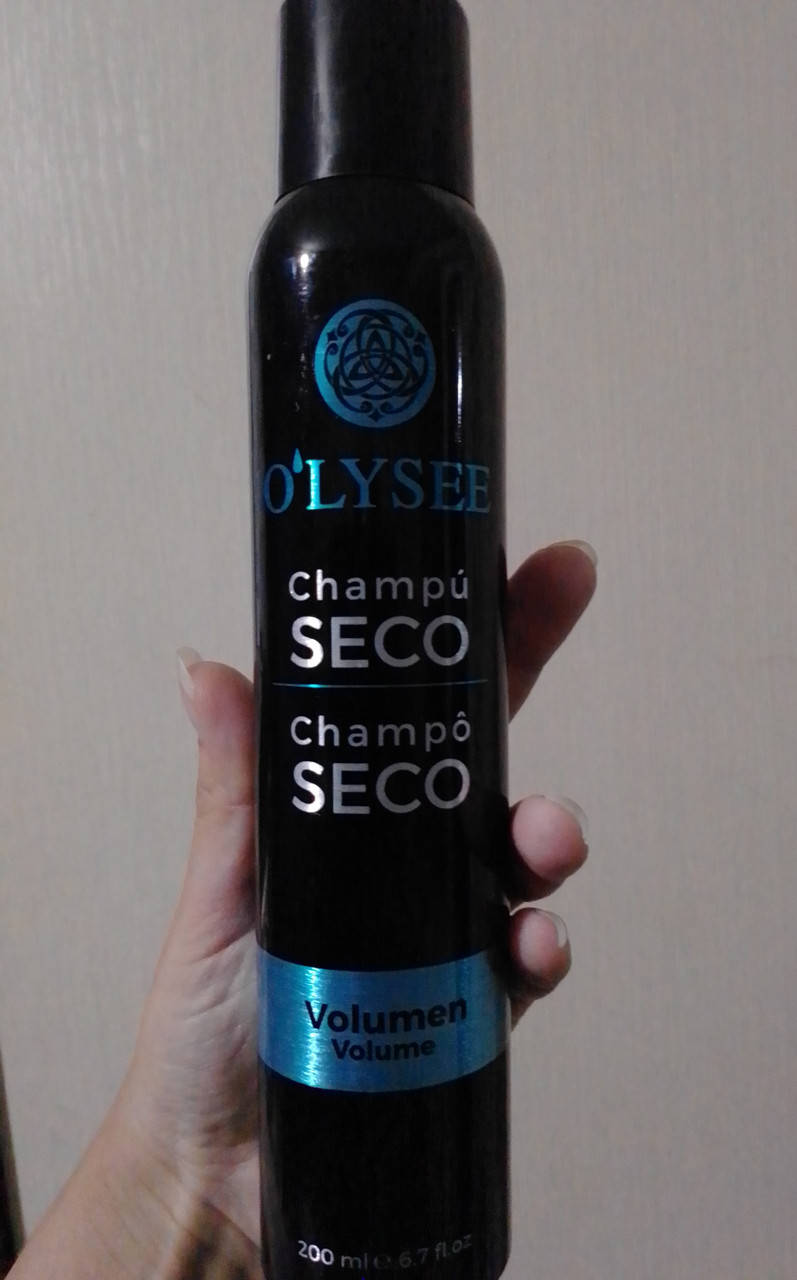 O'LYSEE
Champú
SECO
Champô
SECO
Volumen
Volume
200 ml e 6.7 fl.oz